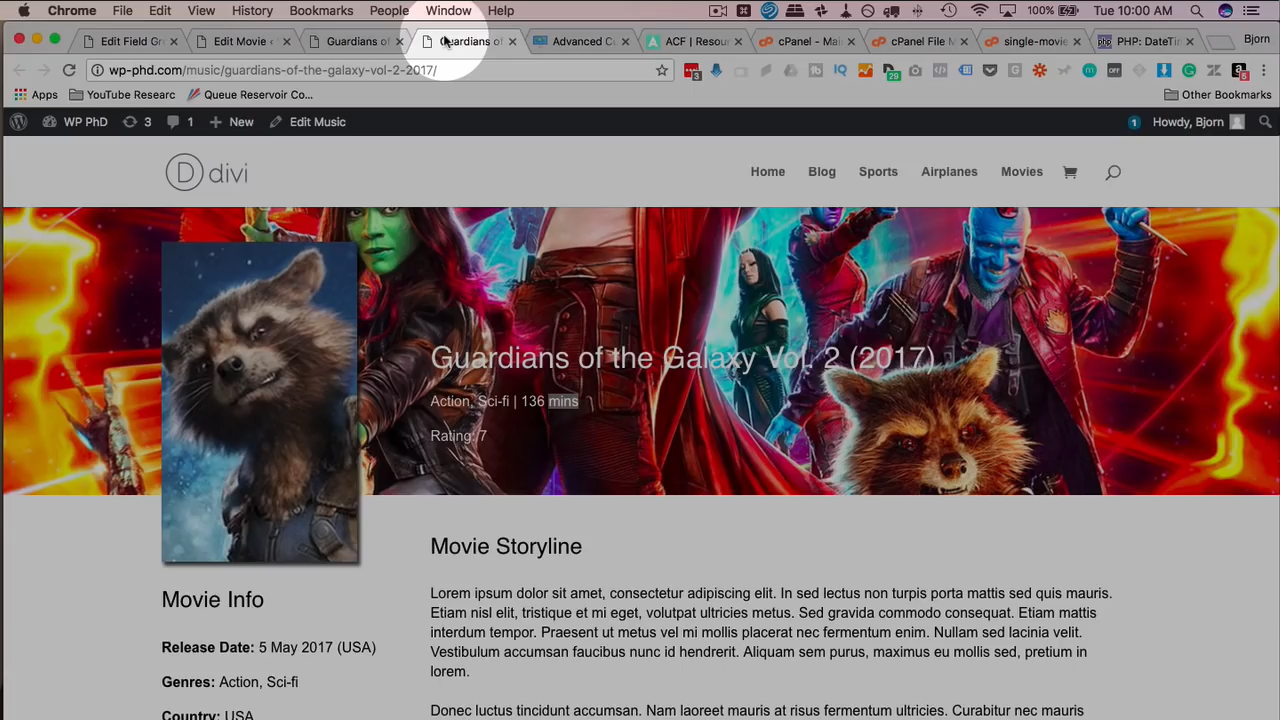 Chrome File Edit View History Bookmarks People Window Help 100% Tue 10:00 AM
Edit Field Gr Edit Movie ‹ Guardians of Guardians of Advanced C ACF | Resou cPanel - Mai cPanel File M single-movie PHP: DateTi Bjorn
wp-phd.com/music/guardians-of-the-galaxy-vol-2-2017/
Apps YouTube Researc Queue Reservoir Co... Other Bookmarks
WP PhD 3 1 New Edit Music 1 Howdy, Bjorn
D divi Home Blog Sports Airplanes Movies
Guardians of the Galaxy Vol. 2 (2017)
Action, Sci-fi | 136 mins
Rating: 7
Movie Storyline
Lorem ipsum dolor sit amet, consectetur adipiscing elit. In sed lectus non turpis porta mattis sed quis mauris.
Etiam nisl elit, tristique et mi eget, volutpat ultricies metus. Sed gravida commodo consequat. Etiam mattis
interdum tempor. Praesent ut metus vel mi mollis placerat nec fermentum enim. Nullam sed lacinia velit.
Vestibulum accumsan faucibus nunc id hendrerit. Aliquam sem purus, maximus eu mollis sed, pretium in
lorem.
Donec luctus tincidunt accumsan. Nam laoreet mauris at risus fermentum ultricies. Curabitur nec mauris
Movie Info
Release Date: 5 May 2017 (USA)
Genres: Action, Sci-fi
Country: USA